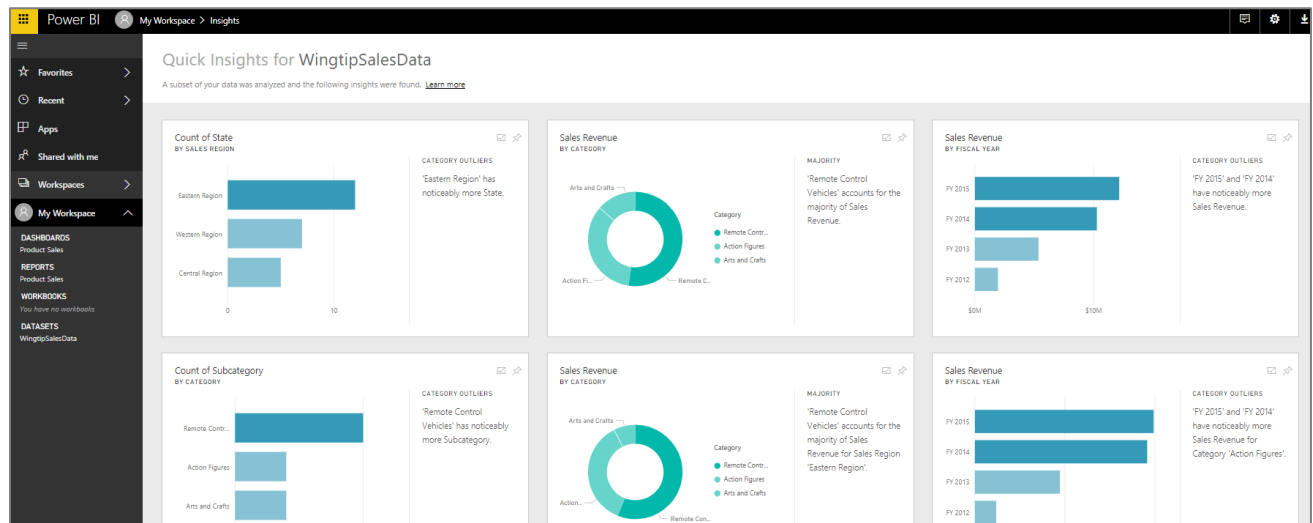 Power BI
My Workspace > Insights
Favorites
Recent
Apps
Shared with me
Workspaces
My Workspace
DASHBOARDS
Product Sales
REPORTS
Product Sales
WORKBOOKS
You have no workbooks
DATASETS
WingtipSalesData
Quick Insights for WingtipSalesData
A subset of your data was analyzed and the following insights were found. Learn more
Count of State
BY SALES REGION
Eastern Region
Western Region
Central Region
0 10
CATEGORY OUTLIERS
'Eastern Region' has
noticeably more State.
Sales Revenue
BY CATEGORY
Arts and Crafts
Action Fi...
Remote C...
Category
Remote Contr...
Action Figures
Arts and Crafts
MAJORITY
'Remote Control
Vehicles' accounts for the
majority of Sales
Revenue.
Sales Revenue
BY FISCAL YEAR
FY 2015
FY 2014
FY 2013
FY 2012
$0M $10M
CATEGORY OUTLIERS
'FY 2015' and 'FY 2014'
have noticeably more
Sales Revenue.
Count of Subcategory
BY CATEGORY
Remote Contr...
Action Figures
Arts and Crafts
CATEGORY OUTLIERS
'Remote Control
Vehicles' has noticeably
more Subcategory.
Sales Revenue
BY CATEGORY
Arts and Crafts
Action...
Remote Con...
Category
Remote Contr...
Action Figures
Arts and Crafts
MAJORITY
'Remote Control
Vehicles' accounts for the
majority of Sales
Revenue for Sales Region
'Eastern Region'.
Sales Revenue
BY FISCAL YEAR
FY 2015
FY 2014
FY 2013
FY 2012
CATEGORY OUTLIERS
'FY 2015' and 'FY 2014'
have noticeably more
Sales Revenue for
Category 'Action Figures'.